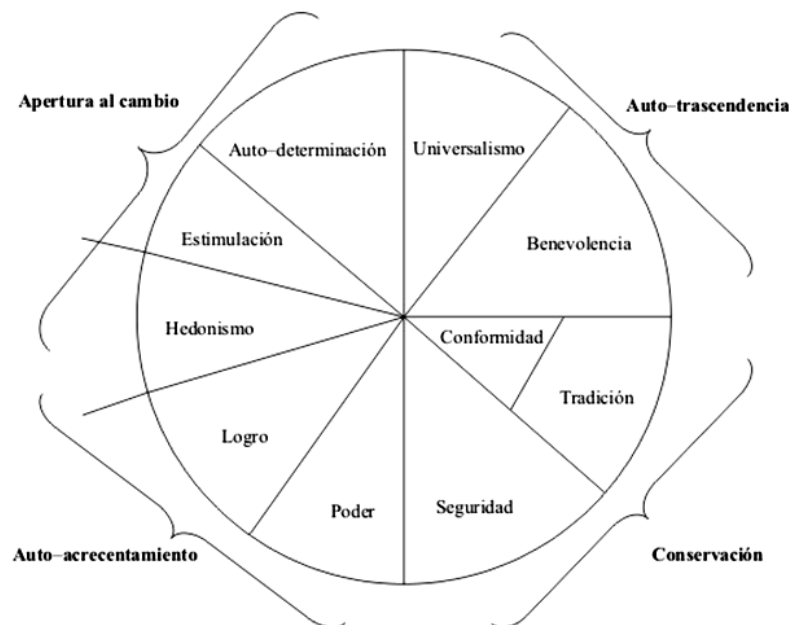 Apertura al cambio
Auto–trascendencia
Auto–determinación
Universalismo
Estimulación
Benevolencia
Hedonismo
Conformidad
Tradición
Logro
Poder
Seguridad
Auto–acrecentamiento
Conservación